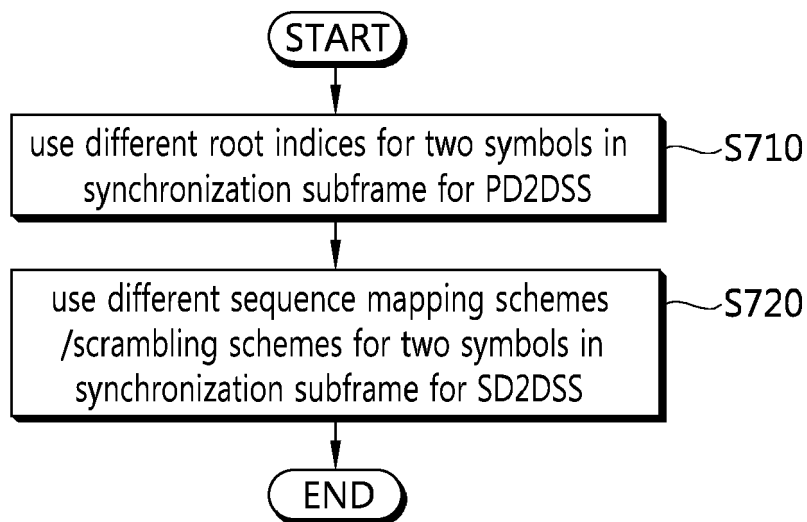 START
use different root indices for two symbols in
synchronization subframe for PD2DSS
S710
use different sequence mapping schemes
/scrambling schemes for two symbols in
synchronization subframe for SD2DSS
S720
END